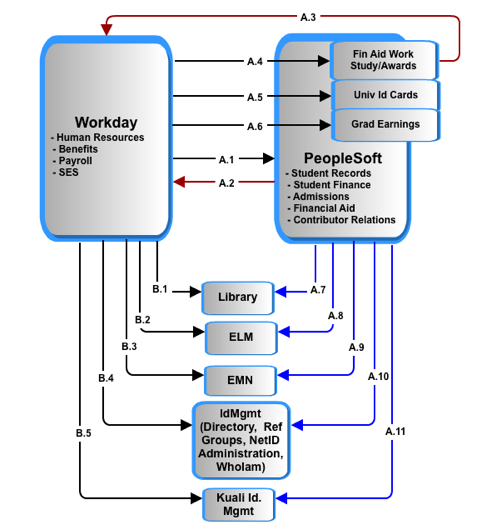 A.3
Fin Aid Work
Study/Awards
A.4
Univ Id Cards
A.5
Grad Earnings
A.6
Workday
- Human Resources
- Benefits
- Payroll
- SES
A.1
A.2
PeopleSoft
- Student Records
- Student Finance
- Admissions
- Financial Aid
- Contributor Relations
B.1
Library
A.7
B.2
ELM
A.8
B.3
EMN
A.9
B.4
IdMgmt
(Directory, Ref
Groups, NetID
Administration,
WhoIam)
A.10
B.5
Kuali Id.
Mgmt
A.11